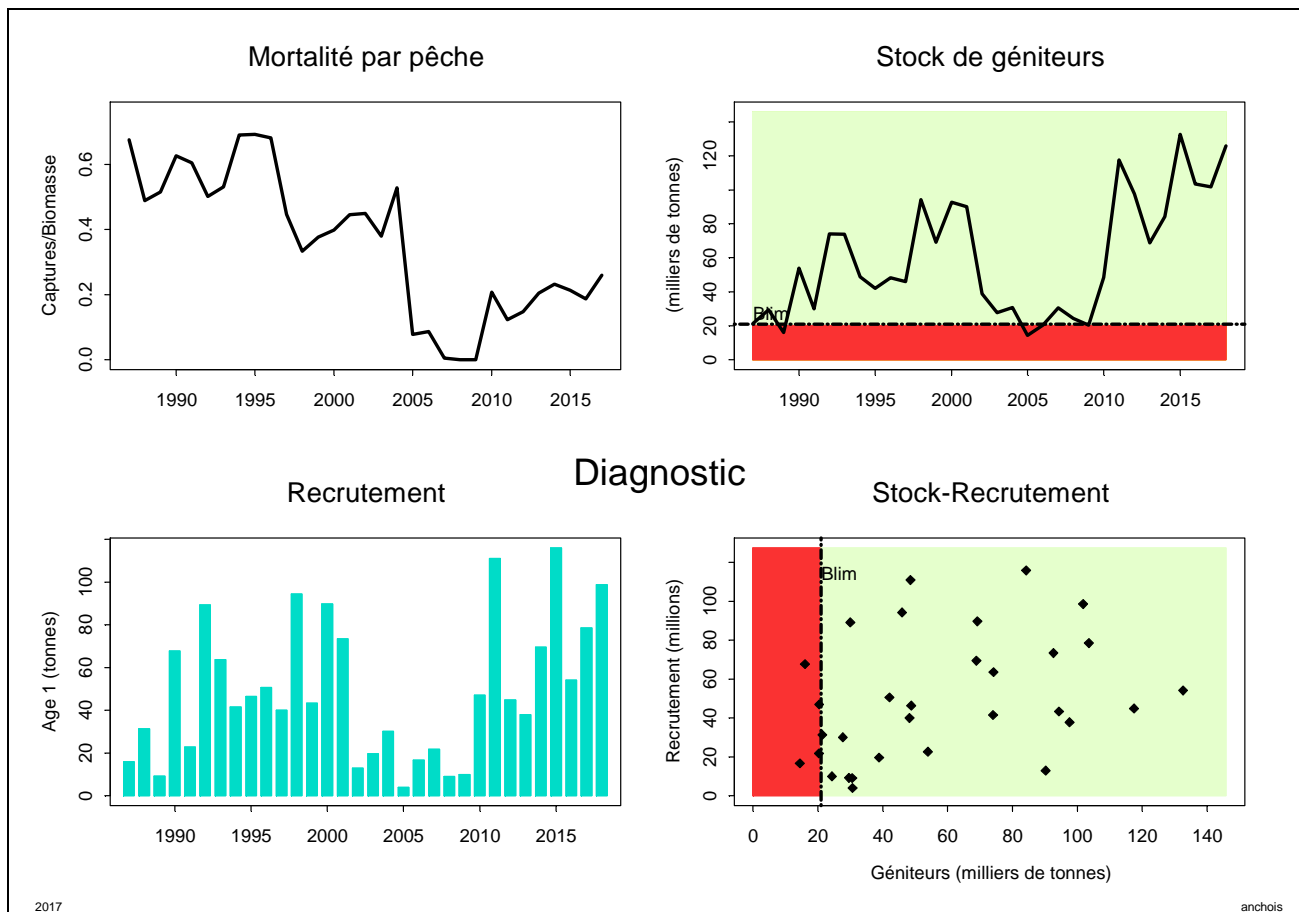 Mortalité par pêche
Captures/Biomasse
0.0 0.2 0.4 0.6
1990 1995 2000 2005 2010 2015
Stock de géniteurs
(milliers de tonnes)
0 20 40 60 80 120
Blim
1990 1995 2000 2005 2010 2015
Diagnostic
Recrutement
Age 1 (tonnes)
0 20 40 60 80 100
1990 1995 2000 2005 2010 2015
Stock-Recrutement
Recrutement (millions)
0 20 40 60 80 100
Blim
0 20 40 60 80 100 120 140
Géniteurs (milliers de tonnes)
2017
anchois